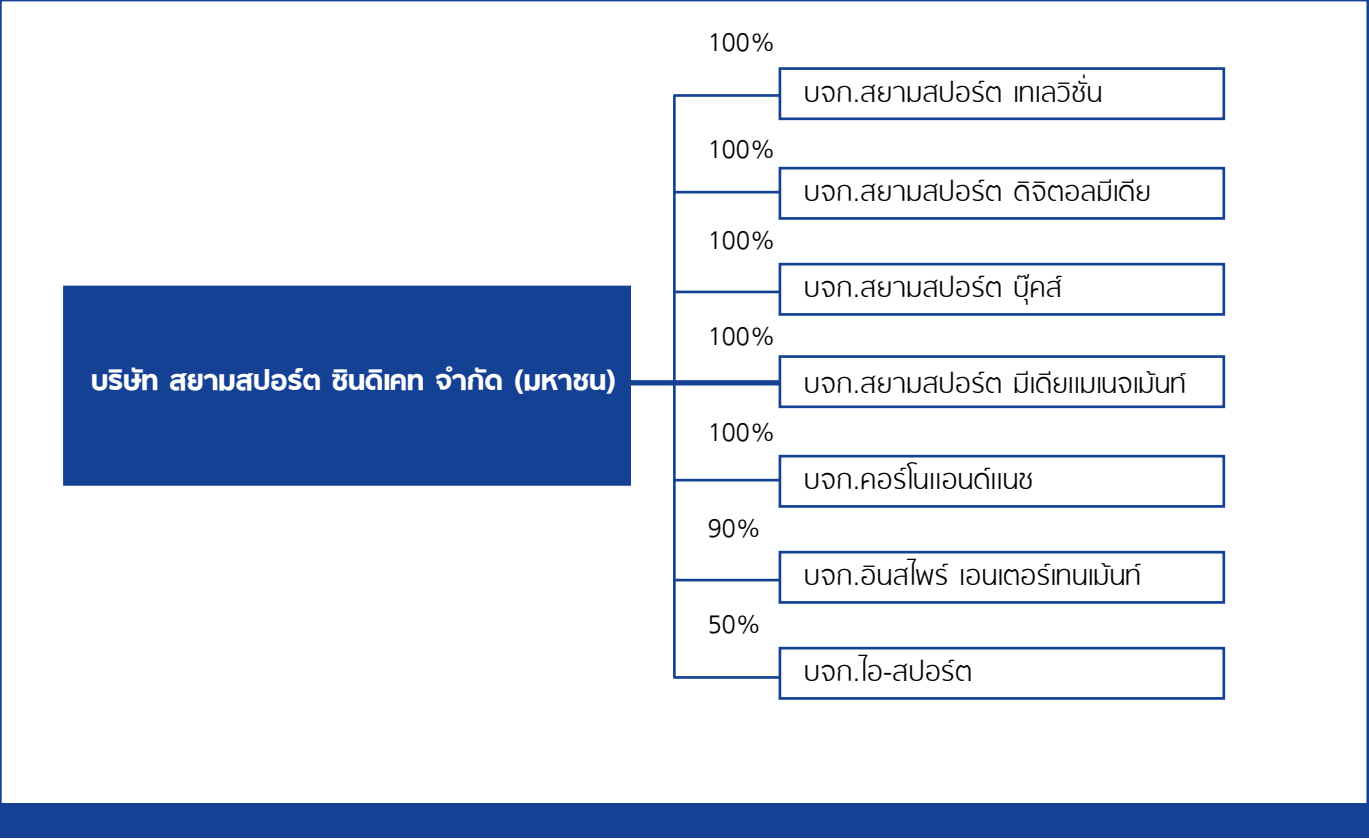 100%
บจก.สยามสปอร์ต เทเลวิชั่น
100%
บจก.สยามสปอร์ต ดิจิตอลมีเดีย
100%
บจก.สยามสปอร์ต บุ๊คส์
100%
บริษัท สยามสปอร์ต ซินดิเคท จำกัด (มหาชน)
บจก.สยามสปอร์ต มีเดียแมเนจเม้นท์
100%
บจก.คอร์โนแอนด์แนช
90%
บจก.อินสไพร์ เอนเตอร์เทนเม้นท์
50%
บจก.ไอ-สปอร์ต